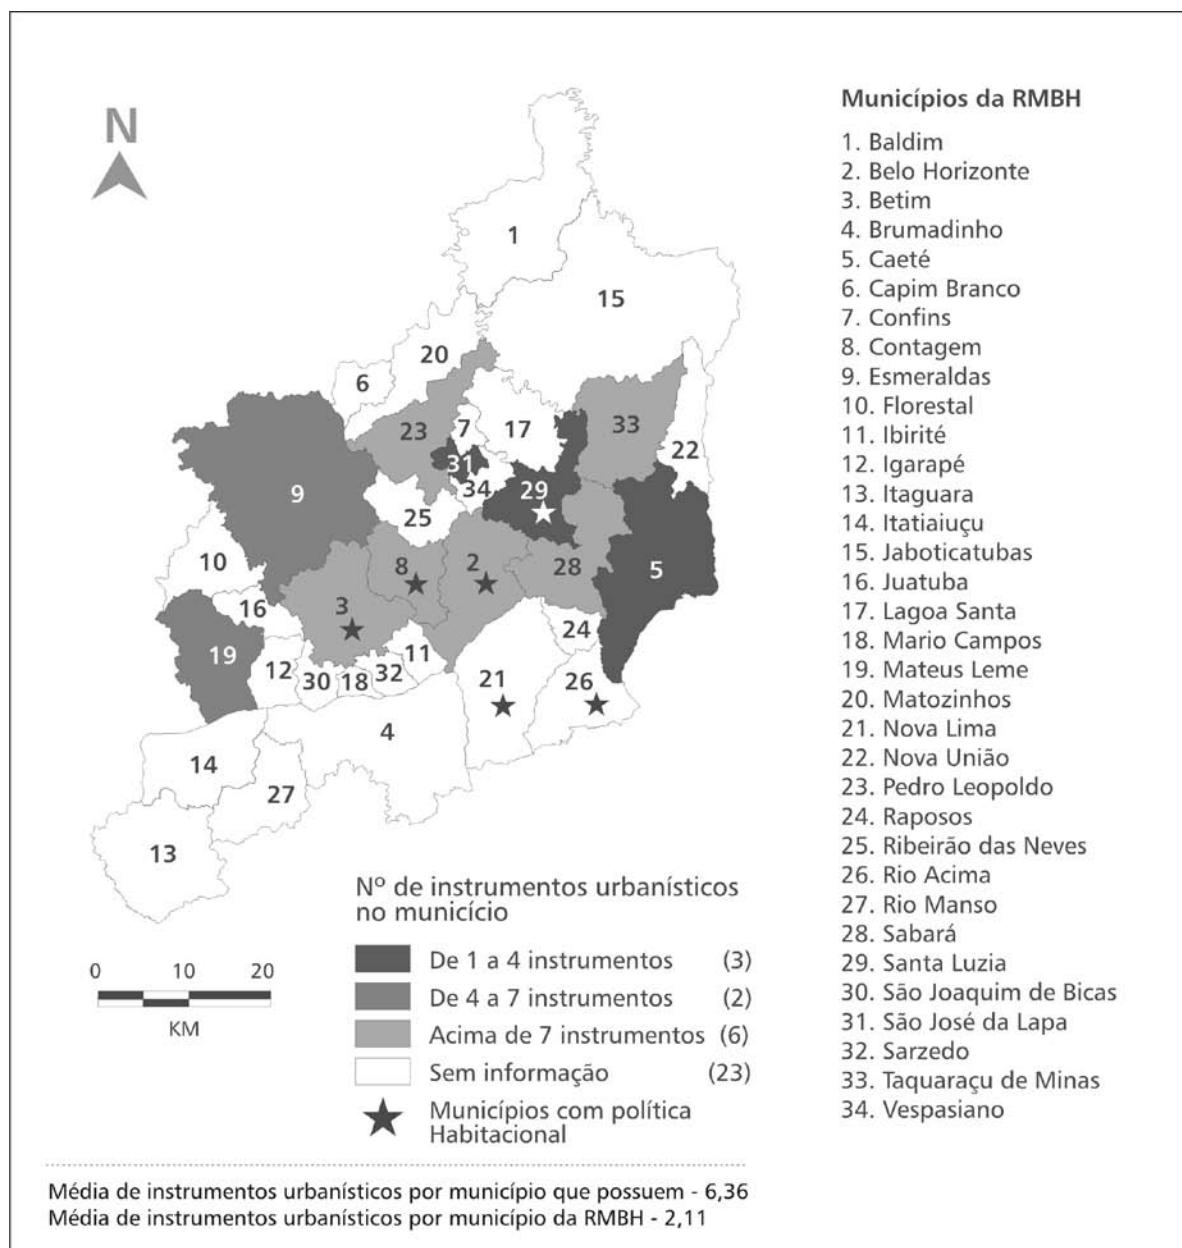 N
Municípios da RMBH
1. Baldim
2. Belo Horizonte
3. Betim
4. Brumadinho
5. Caeté
6. Capim Branco
7. Confins
8. Contagem
9. Esmeraldas
10. Florestal
11. Ibirité
12. Igarapé
13. Itaguara
14. Itatiaiuçu
15. Jaboticatubas
16. Juatuba
17. Lagoa Santa
18. Mario Campos
19. Mateus Leme
20. Matozinhos
21. Nova Lima
22. Nova União
23. Pedro Leopoldo
24. Raposos
25. Ribeirão das Neves
26. Rio Acima
27. Rio Manso
28. Sabará
29. Santa Luzia
30. São Joaquim de Bicas
31. São José da Lapa
32. Sarzedo
33. Taquaraçu de Minas
34. Vespasiano
1
15
20
6
23
7
17
33
22
31
34
29
9
25
10
8
2
28
5
16
3
24
19
12
30
18
32
11
21
26
4
14
27
13
Nº de instrumentos urbanísticos
no municício
De 1 a 4 instrumentos (3)
De 4 a 7 instrumentos (2)
Acima de 7 instrumentos (6)
Sem informação (23)
Municípios com política
Habitacional
0 10 20
KM
Média de instrumentos urbanísticos por município que possuem - 6,36
Média de instrumentos urbanísticos por município da RMBH - 2,11